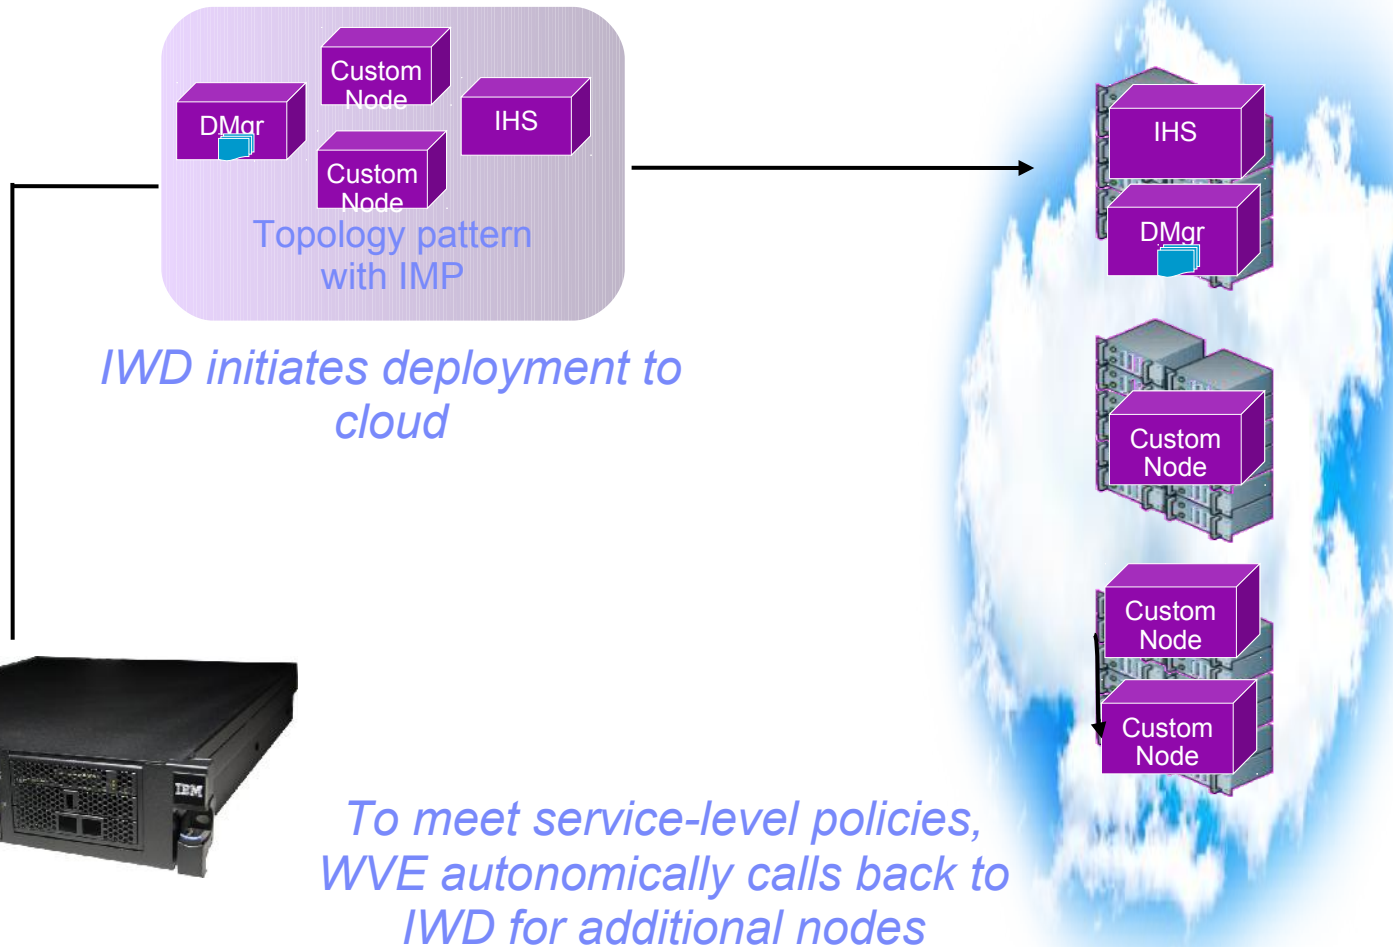 Custom
Node
DMgr
IHS
Custom
Node
Topology pattern
with IMP
IWD initiates deployment to
cloud
IHS
DMgr
Custom
Node
Custom
Node
Custom
Node
IBM
To meet service-level policies,
WVE autonomically calls back to
IWD for additional nodes